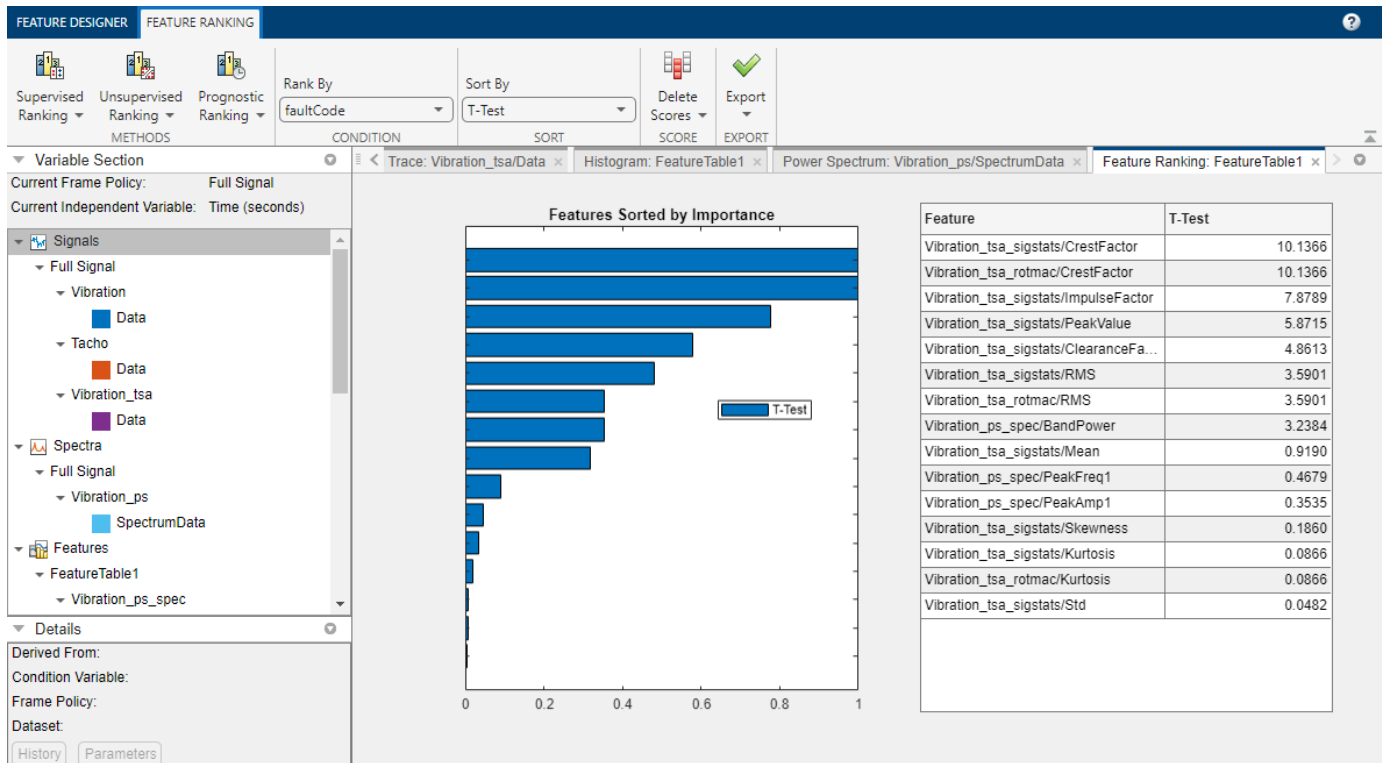 FEATURE DESIGNER
FEATURE RANKING
?
Supervised Ranking
Unsupervised Ranking
Prognostic Ranking
METHODS
Rank By
faultCode
CONDITION
Sort By
T-Test
SORT
Delete Scores
SCORE
Export
EXPORT
Variable Section
Current Frame Policy: Full Signal
Current Independent Variable: Time (seconds)
Signals
Full Signal
Vibration
Data
Tacho
Data
Vibration_tsa
Data
Spectra
Full Signal
Vibration_ps
SpectrumData
Features
FeatureTable1
Vibration_ps_spec
Details
Derived From:
Condition Variable:
Frame Policy:
Dataset:
History Parameters
Trace: Vibration_tsa/Data
Histogram: FeatureTable1
Power Spectrum: Vibration_ps/SpectrumData
Feature Ranking: FeatureTable1
Features Sorted by Importance
T-Test
0 0.2 0.4 0.6 0.8 1
Feature T-Test
Vibration_tsa_sigstats/CrestFactor 10.1366
Vibration_tsa_rotmac/CrestFactor 10.1366
Vibration_tsa_sigstats/ImpulseFactor 7.8789
Vibration_tsa_sigstats/PeakValue 5.8715
Vibration_tsa_sigstats/ClearanceFa... 4.8613
Vibration_tsa_sigstats/RMS 3.5901
Vibration_tsa_rotmac/RMS 3.5901
Vibration_ps_spec/BandPower 3.2384
Vibration_tsa_sigstats/Mean 0.9190
Vibration_ps_spec/PeakFreq1 0.4679
Vibration_ps_spec/PeakAmp1 0.3535
Vibration_tsa_sigstats/Skewness 0.1860
Vibration_tsa_sigstats/Kurtosis 0.0866
Vibration_tsa_rotmac/Kurtosis 0.0866
Vibration_tsa_sigstats/Std 0.0482